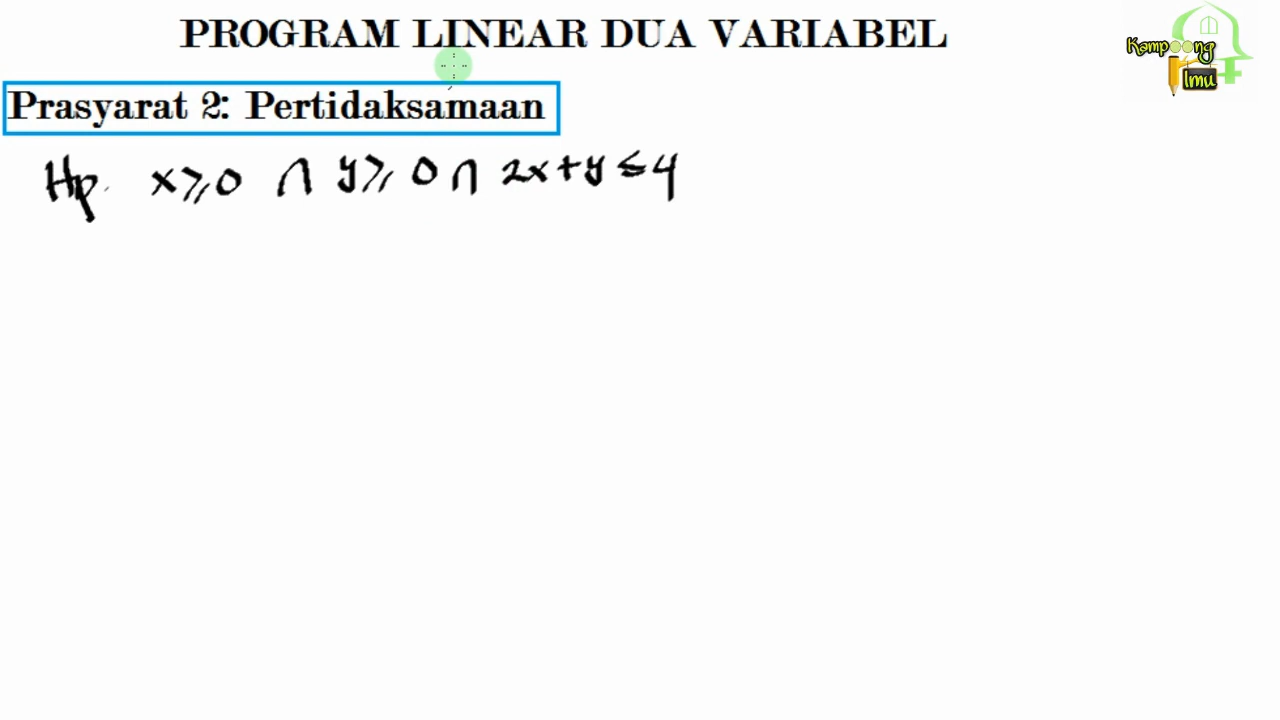 PROGRAM LINEAR DUA VARIABEL
Kampoong
Ilmu
Prasyarat 2: Pertidaksamaan
Hp. x ≥ 0 ∩ y ≥ 0 ∩ 2x + y ≤ 4